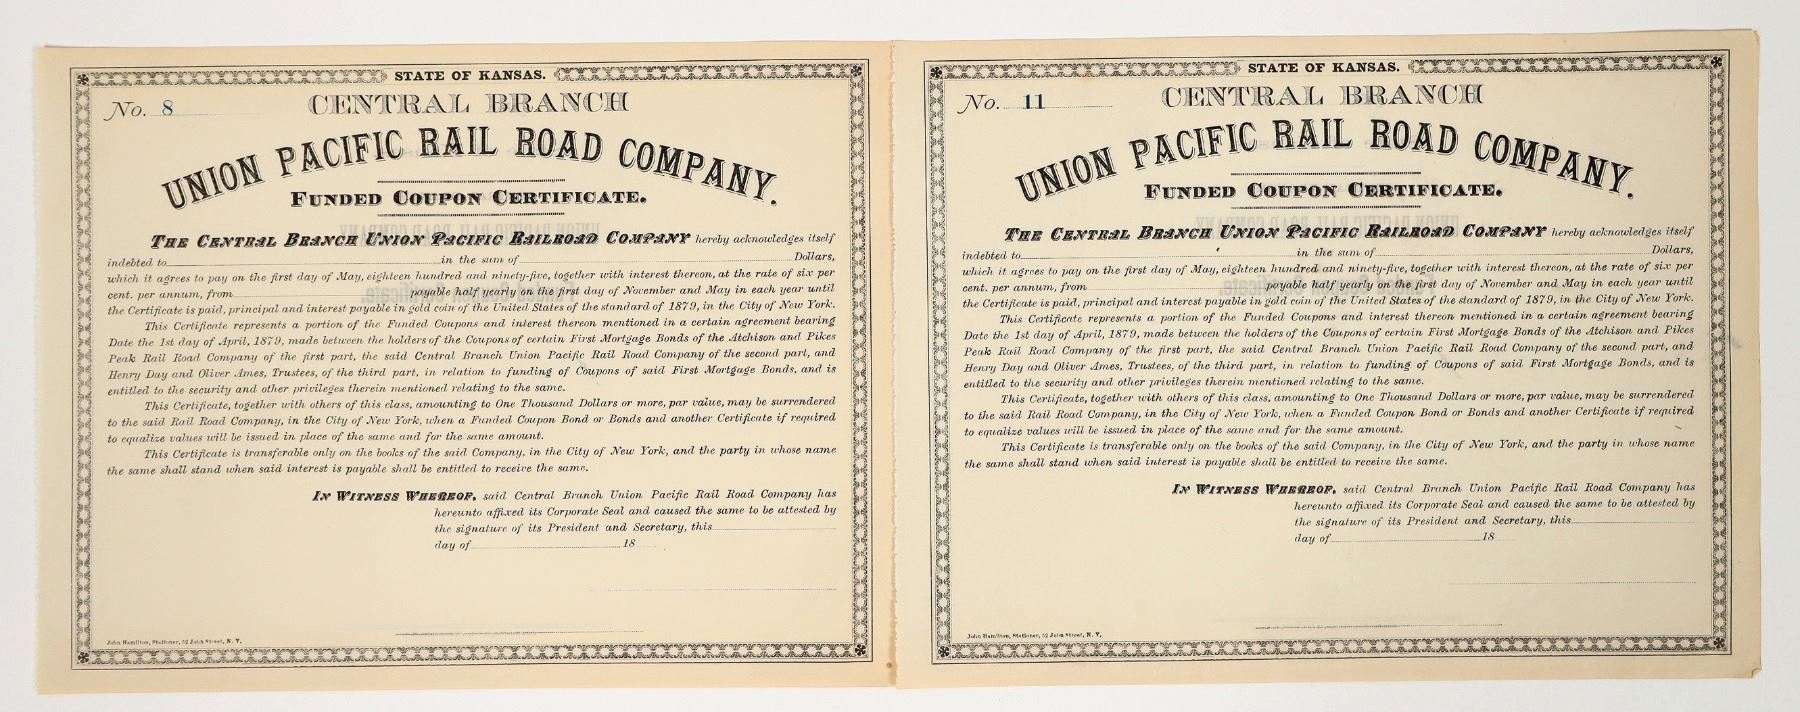 STATE OF KANSAS.
No. 8
CENTRAL BRANCH
UNION PACIFIC RAIL ROAD COMPANY.
FUNDED COUPON CERTIFICATE.
THE CENTRAL BRANCH UNION PACIFIC RAILROAD COMPANY hereby acknowledges itself
indebted to in the sum of Dollars,
which it agrees to pay on the first day of May, eighteen hundred and ninety-five, together with interest thereon, at the rate of six per
cent. per annum, from payable half yearly on the first day of November and May in each year until
the Certificate is paid, principal and interest payable in gold coin of the United States of the standard of 1879, in the City of New York.
This Certificate represents a portion of the Funded Coupons and interest thereon mentioned in a certain agreement bearing
Date the 1st day of April, 1879, made between the holders of the Coupons of certain First Mortgage Bonds of the Atchison and Pikes
Peak Rail Road Company of the first part, the said Central Branch Union Pacific Rail Road Company of the second part, and
Henry Day and Oliver Ames, Trustees, of the third part, in relation to funding of Coupons of said First Mortgage Bonds, and is
entitled to the security and other privileges therein mentioned relating to the same.
This Certificate, together with others of this class, amounting to One Thousand Dollars or more, par value, may be surrendered
to the said Rail Road Company, in the City of New York, when a Funded Coupon Bond or Bonds and another Certificate if required
to equalize values will be issued in place of the same and for the same amount.
This Certificate is transferable only on the books of the said Company, in the City of New York, and the party in whose name
the same shall stand when said interest is payable shall be entitled to receive the same.
IN WITNESS WHEREOF, said Central Branch Union Pacific Rail Road Company has
hereunto affixed its Corporate Seal and caused the same to be attested by
the signature of its President and Secretary, this
day of 18
John Hamilton, Stationer, 52 John Street, N. Y.
STATE OF KANSAS.
No. 11
CENTRAL BRANCH
UNION PACIFIC RAIL ROAD COMPANY.
FUNDED COUPON CERTIFICATE.
THE CENTRAL BRANCH UNION PACIFIC RAILROAD COMPANY hereby acknowledges itself
indebted to in the sum of Dollars,
which it agrees to pay on the first day of May, eighteen hundred and ninety-five, together with interest thereon, at the rate of six per
cent. per annum, from payable half yearly on the first day of November and May in each year until
the Certificate is paid, principal and interest payable in gold coin of the United States of the standard of 1879, in the City of New York.
This Certificate represents a portion of the Funded Coupons and interest thereon mentioned in a certain agreement bearing
Date the 1st day of April, 1879, made between the holders of the Coupons of certain First Mortgage Bonds of the Atchison and Pikes
Peak Rail Road Company of the first part, the said Central Branch Union Pacific Rail Road Company of the second part, and
Henry Day and Oliver Ames, Trustees, of the third part, in relation to funding of Coupons of said First Mortgage Bonds, and is
entitled to the security and other privileges therein mentioned relating to the same.
This Certificate, together with others of this class, amounting to One Thousand Dollars or more, par value, may be surrendered
to the said Rail Road Company, in the City of New York, when a Funded Coupon Bond or Bonds and another Certificate if required
to equalize values will be issued in place of the same and for the same amount.
This Certificate is transferable only on the books of the said Company, in the City of New York, and the party in whose name
the same shall stand when said interest is payable shall be entitled to receive the same.
IN WITNESS WHEREOF, said Central Branch Union Pacific Rail Road Company has
hereunto affixed its Corporate Seal and caused the same to be attested by
the signature of its President and Secretary, this
day of 18
John Hamilton, Stationer, 52 John Street, N. Y.